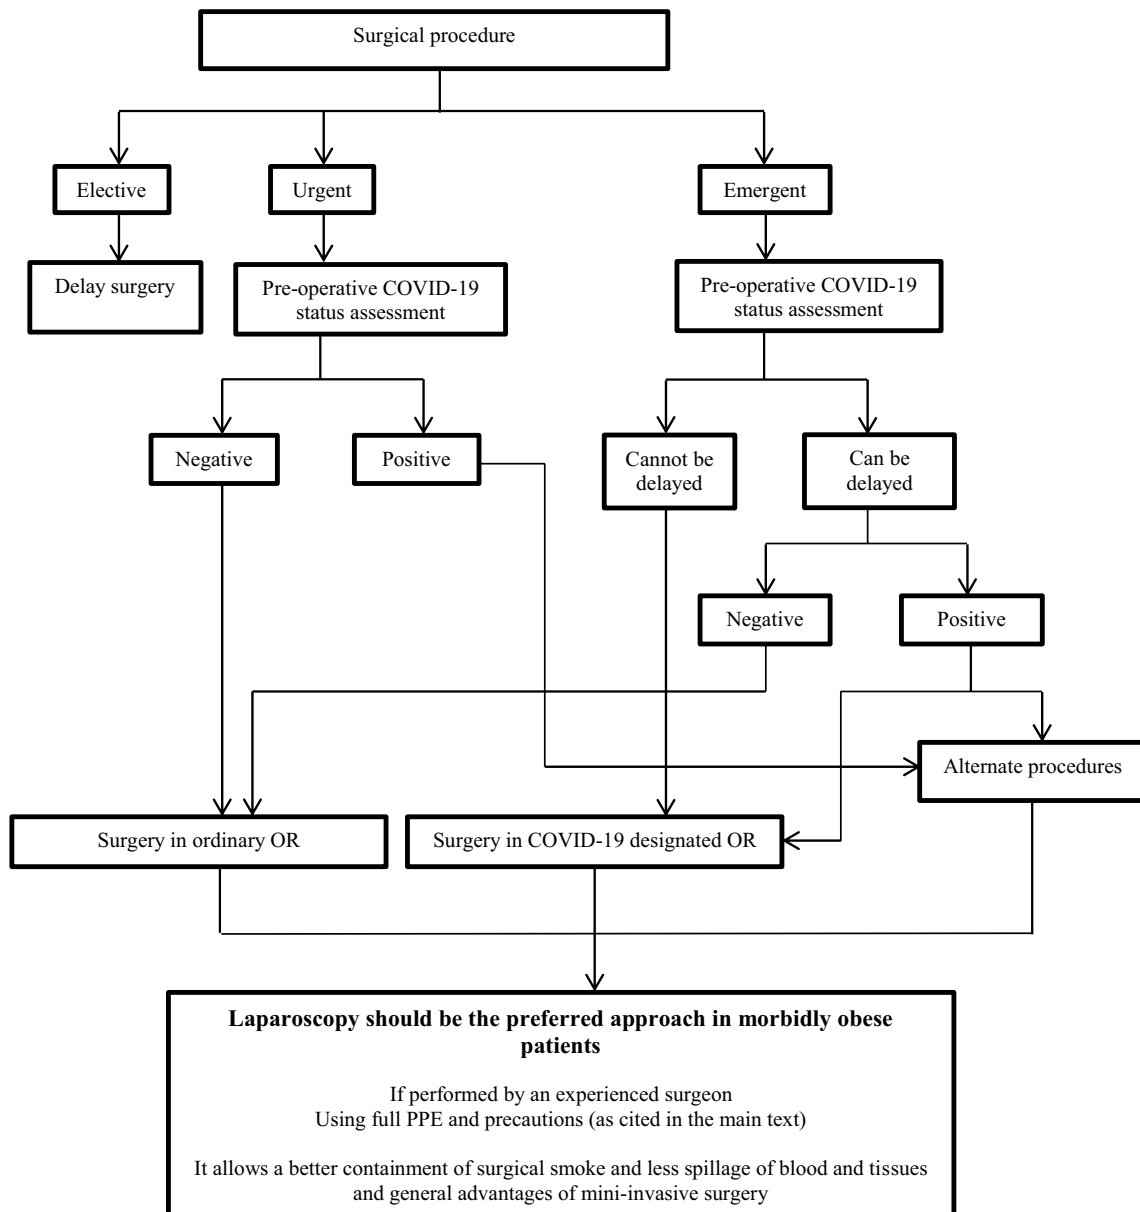 Surgical procedure
Elective
Urgent
Emergent
Delay surgery
Pre-operative COVID-19
status assessment
Pre-operative COVID-19
status assessment
Negative
Positive
Cannot be
delayed
Can be
delayed
Negative
Positive
Alternate procedures
Surgery in ordinary OR
Surgery in COVID-19 designated OR
Laparoscopy should be the preferred approach in morbidly obese
patients
If performed by an experienced surgeon
Using full PPE and precautions (as cited in the main text)
It allows a better containment of surgical smoke and less spillage of blood and tissues
and general advantages of mini-invasive surgery